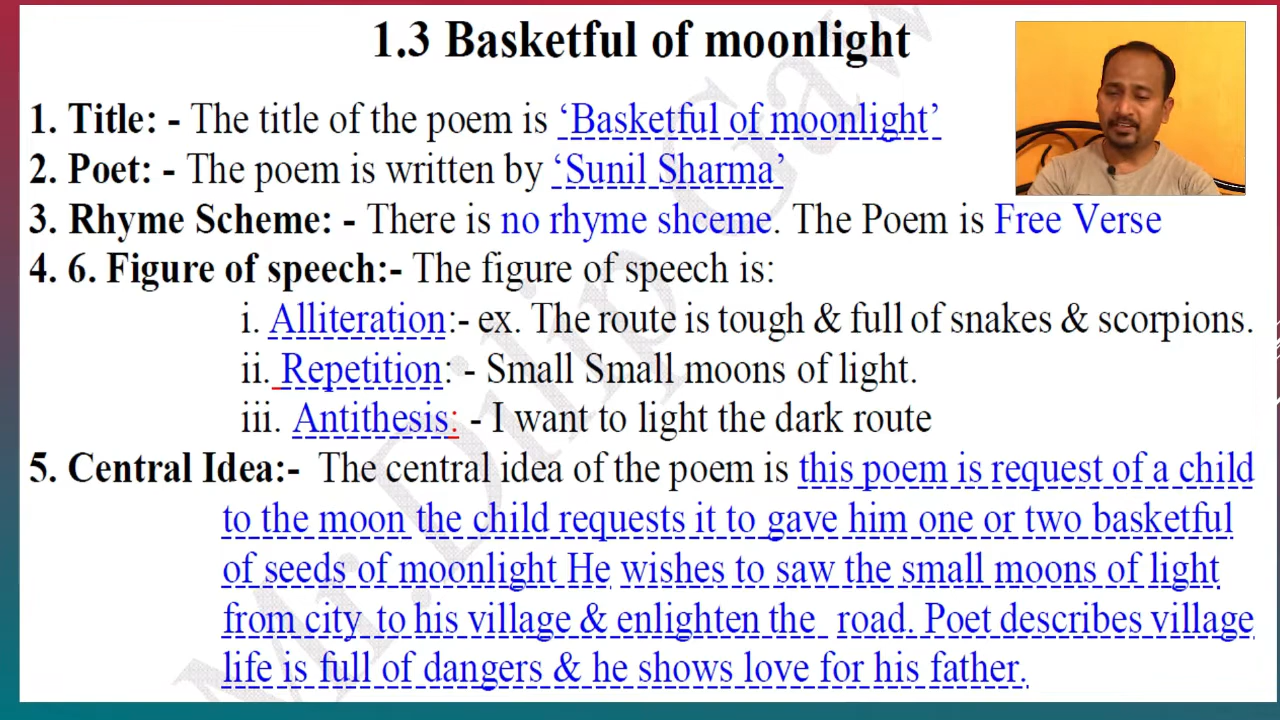 1.3 Basketful of moonlight
1. Title: - The title of the poem is ‘Basketful of moonlight’
2. Poet: - The poem is written by ‘Sunil Sharma’
3. Rhyme Scheme: - There is no rhyme shceme. The Poem is Free Verse
4. 6. Figure of speech:- The figure of speech is:
i. Alliteration:- ex. The route is tough & full of snakes & scorpions.
ii. Repetition: - Small Small moons of light.
iii. Antithesis: - I want to light the dark route
5. Central Idea:- The central idea of the poem is this poem is request of a child
to the moon the child requests it to gave him one or two basketful
of seeds of moonlight He wishes to saw the small moons of light
from city to his village & enlighten the road. Poet describes village
life is full of dangers & he shows love for his father.